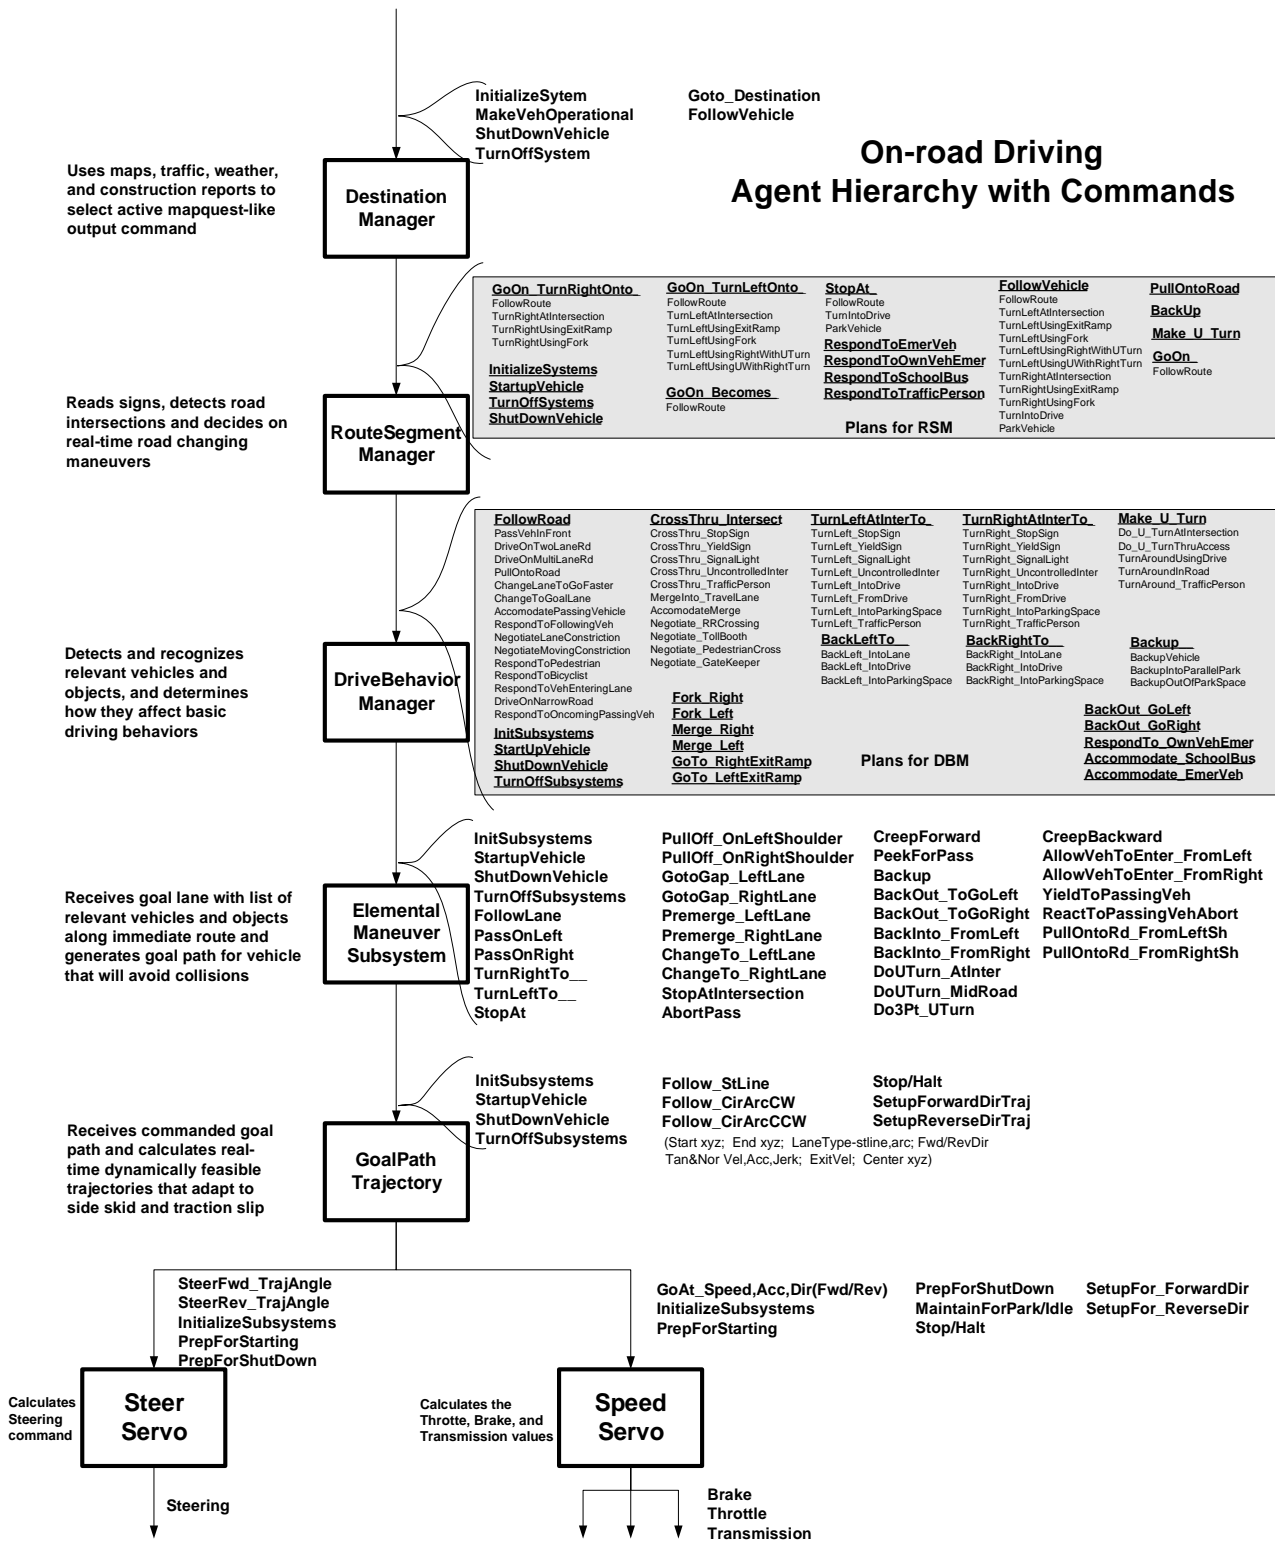 InitializeSytem
MakeVehOperational
ShutDownVehicle
TurnOffSystem
Goto_Destination
FollowVehicle
On-road Driving
Agent Hierarchy with Commands
Uses maps, traffic, weather,
and construction reports to
select active mapquest-like
output command
Destination
Manager
GoOn_TurnRightOnto_
FollowRoute
TurnRightAtIntersection
TurnRightUsingExitRamp
TurnRightUsingFork
InitializeSystems
StartupVehicle
TurnOffSystems
ShutDownVehicle
GoOn_TurnLeftOnto_
FollowRoute
TurnLeftAtIntersection
TurnLeftUsingExitRamp
TurnLeftUsingFork
TurnLeftUsingRightWithUTurn
TurnLeftUsingUWithRightTurn
GoOn_Becomes_
FollowRoute
StopAt_
FollowRoute
TurnIntoDrive
ParkVehicle
RespondToEmerVeh
RespondToOwnVehEmer
RespondToSchoolBus
RespondToTrafficPerson
Plans for RSM
FollowVehicle
FollowRoute
TurnLeftAtIntersection
TurnLeftUsingExitRamp
TurnLeftUsingFork
TurnLeftUsingRightWithUTurn
TurnLeftUsingUWithRightTurn
TurnRightAtIntersection
TurnRightUsingExitRamp
TurnRightUsingFork
TurnIntoDrive
ParkVehicle
PullOntoRoad
BackUp
Make_U_Turn
GoOn_
FollowRoute
Reads signs, detects road
intersections and decides on
real-time road changing
maneuvers
RouteSegment
Manager
FollowRoad
PassVehInFront
DriveOnTwoLaneRd
DriveOnMultiLaneRd
PullOntoRoad
ChangeLaneToGoFaster
ChangeToGoalLane
AccomodatePassingVehicle
RespondToFollowingVeh
NegotiateLaneConstriction
NegotiateMovingConstriction
RespondToPedestrian
RespondToBicyclist
RespondToVehEnteringLane
DriveOnNarrowRoad
RespondToOncomingPassingVeh
InitSubsystems
StartUpVehicle
ShutDownVehicle
TurnOffSubsystems
CrossThru_Intersect
CrossThru_StopSign
CrossThru_YieldSign
CrossThru_SignalLight
CrossThru_UncontrolledInter
CrossThru_TrafficPerson
MergeInto_TravelLane
AccomodateMerge
Negotiate_RRCrossing
Negotiate_TollBooth
Negotiate_PedestrianCross
Negotiate_GateKeeper
Fork_Right
Fork_Left
Merge_Right
Merge_Left
GoTo_RightExitRamp
GoTo_LeftExitRamp
TurnLeftAtInterTo_
TurnLeft_StopSign
TurnLeft_YieldSign
TurnLeft_SignalLight
TurnLeft_UncontrolledInter
TurnLeft_IntoDrive
TurnLeft_FromDrive
TurnLeft_IntoParkingSpace
TurnLeft_TrafficPerson
BackLeftTo__
BackLeft_IntoLane
BackLeft_IntoDrive
BackLeft_IntoParkingSpace
Plans for DBM
TurnRightAtInterTo_
TurnRight_StopSign
TurnRight_YieldSign
TurnRight_SignalLight
TurnRight_UncontrolledInter
TurnRight_IntoDrive
TurnRight_FromDrive
TurnRight_IntoParkingSpace
TurnRight_TrafficPerson
BackRightTo__
BackRight_IntoLane
BackRight_IntoDrive
BackRight_IntoParkingSpace
Make_U_Turn
Do_U_TurnAtIntersection
Do_U_TurnThruAccess
TurnAroundUsingDrive
TurnAroundInRoad
TurnAround_TrafficPerson
Backup__
BackupVehicle
BackupIntoParallelPark
BackupOutOfParkSpace
BackOut_GoLeft
BackOut_GoRight
RespondTo_OwnVehEmer
Accommodate_SchoolBus
Accommodate_EmerVeh
Detects and recognizes
relevant vehicles and
objects, and determines
how they affect basic
driving behaviors
DriveBehavior
Manager
InitSubsystems
StartupVehicle
ShutDownVehicle
TurnOffSubsystems
FollowLane
PassOnLeft
PassOnRight
TurnRightTo__
TurnLeftTo__
StopAt
PullOff_OnLeftShoulder
PullOff_OnRightShoulder
GotoGap_LeftLane
GotoGap_RightLane
Premerge_LeftLane
Premerge_RightLane
ChangeTo_LeftLane
ChangeTo_RightLane
StopAtIntersection
AbortPass
CreepForward
PeekForPass
Backup
BackOut_ToGoLeft
BackOut_ToGoRight
BackInto_FromLeft
BackInto_FromRight
DoUTurn_AtInter
DoUTurn_MidRoad
Do3Pt_UTurn
CreepBackward
AllowVehToEnter_FromLeft
AllowVehToEnter_FromRight
YieldToPassingVeh
ReactToPassingVehAbort
PullOntoRd_FromLeftSh
PullOntoRd_FromRightSh
Receives goal lane with list of
relevant vehicles and objects
along immediate route and
generates goal path for vehicle
that will avoid collisions
Elemental
Maneuver
Subsystem
InitSubsystems
StartupVehicle
ShutDownVehicle
TurnOffSubsystems
Follow_StLine
Follow_CirArcCW
Follow_CirArcCCW
Stop/Halt
SetupForwardDirTraj
SetupReverseDirTraj
(Start xyz; End xyz; LaneType-stline,arc; Fwd/RevDir
Tan&Nor Vel,Acc,Jerk; ExitVel; Center xyz)
Receives commanded goal
path and calculates real-
time dynamically feasible
trajectories that adapt to
side skid and traction slip
GoalPath
Trajectory
SteerFwd_TrajAngle
SteerRev_TrajAngle
InitializeSubsystems
PrepForStarting
PrepForShutDown
GoAt_Speed,Acc,Dir(Fwd/Rev)
InitializeSubsystems
PrepForStarting
PrepForShutDown
MaintainForPark/Idle
Stop/Halt
SetupFor_ForwardDir
SetupFor_ReverseDir
Calculates
Steering
command
Steer
Servo
Calculates the
Throtte, Brake, and
Transmission values
Speed
Servo
Steering
Brake
Throttle
Transmission